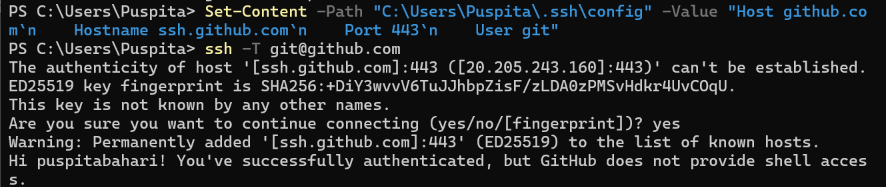 PS C:\Users\Puspita> Set-Content -Path "C:\Users\Puspita\.ssh\config" -Value "Host github.co
m`n    Hostname ssh.github.com`n    Port 443`n    User git"
PS C:\Users\Puspita> ssh -T git@github.com
The authenticity of host '[ssh.github.com]:443 ([20.205.243.160]:443)' can't be established.
ED25519 key fingerprint is SHA256:+DiY3wvvV6TuJJhbpZisF/zLDA0zPMSvHdkr4UvCOqU.
This key is not known by any other names.
Are you sure you want to continue connecting (yes/no/[fingerprint])? yes
Warning: Permanently added '[ssh.github.com]:443' (ED25519) to the list of known hosts.
Hi puspitabahari! You've successfully authenticated, but GitHub does not provide shell acces
s.